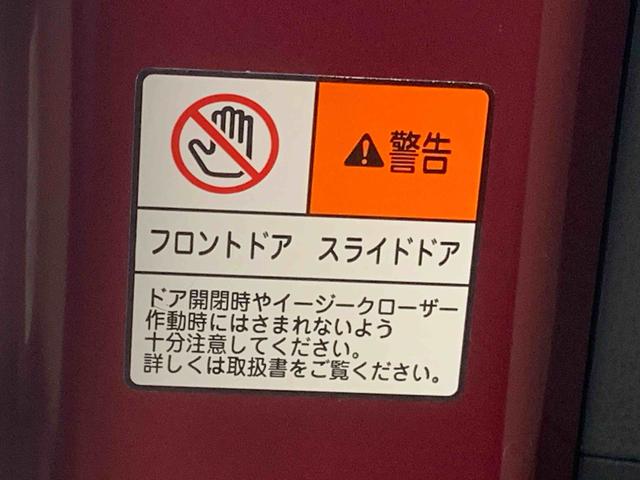 警告
フロントドア　スライドドア
ドア開閉時やイージークローザー
作動時にはさまれないよう
十分注意してください。
詳しくは取扱書をご覧ください。